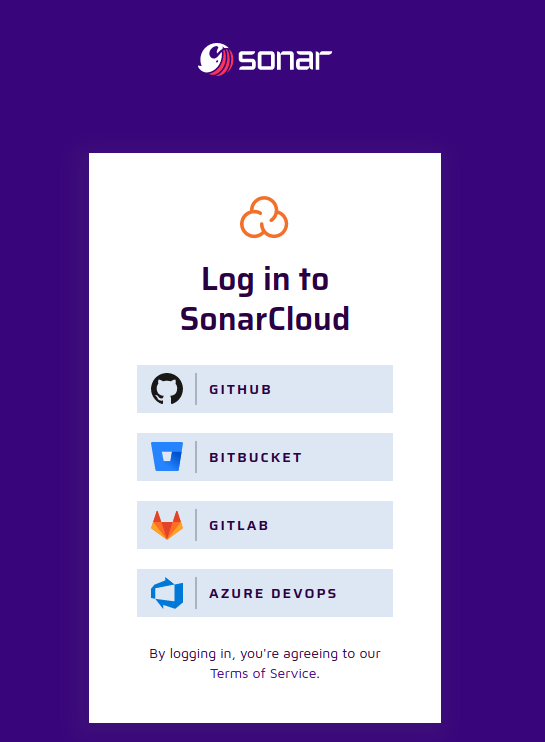 sonar
Log in to
SonarCloud
GITHUB
BITBUCKET
GITLAB
AZURE DEVOPS
By logging in, you're agreeing to our
Terms of Service.